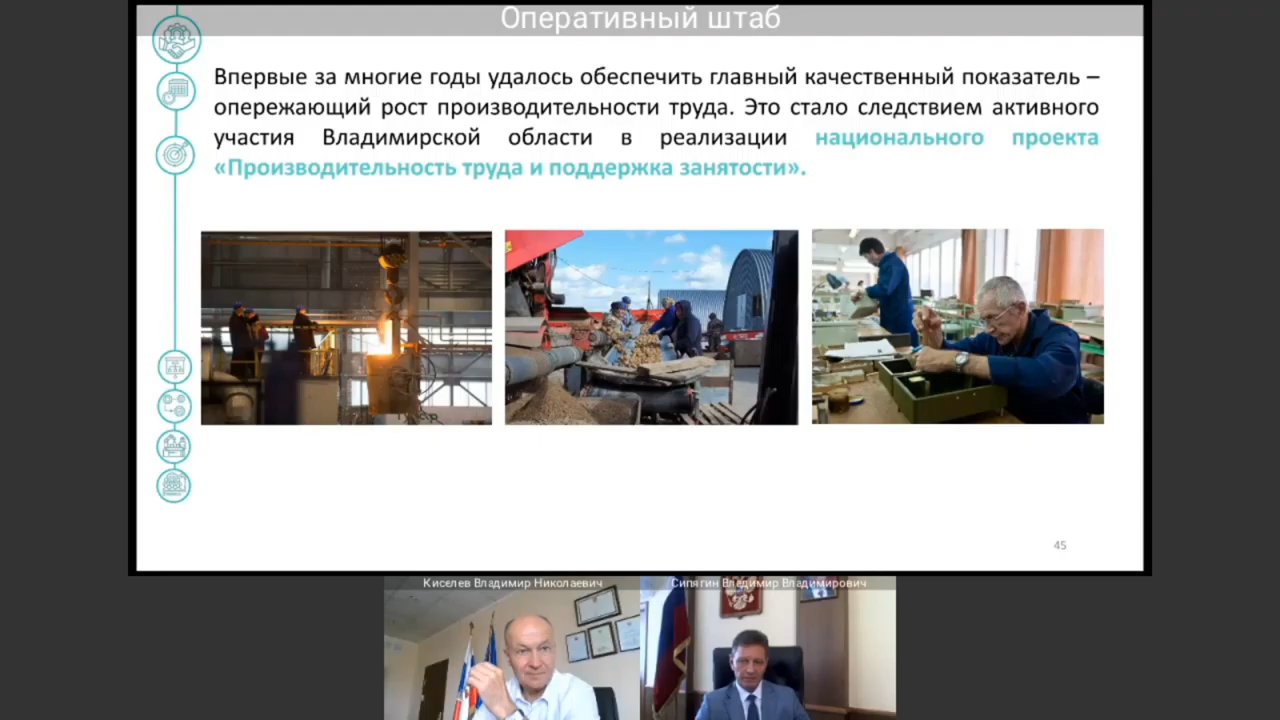 Оперативный штаб
Впервые за многие годы удалось обеспечить главный качественный показатель –
опережающий рост производительности труда. Это стало следствием активного
участия Владимирской области в реализации национального проекта
«Производительность труда и поддержка занятости».
45
Киселев Владимир Николаевич
Сипягин Владимир Владимирович